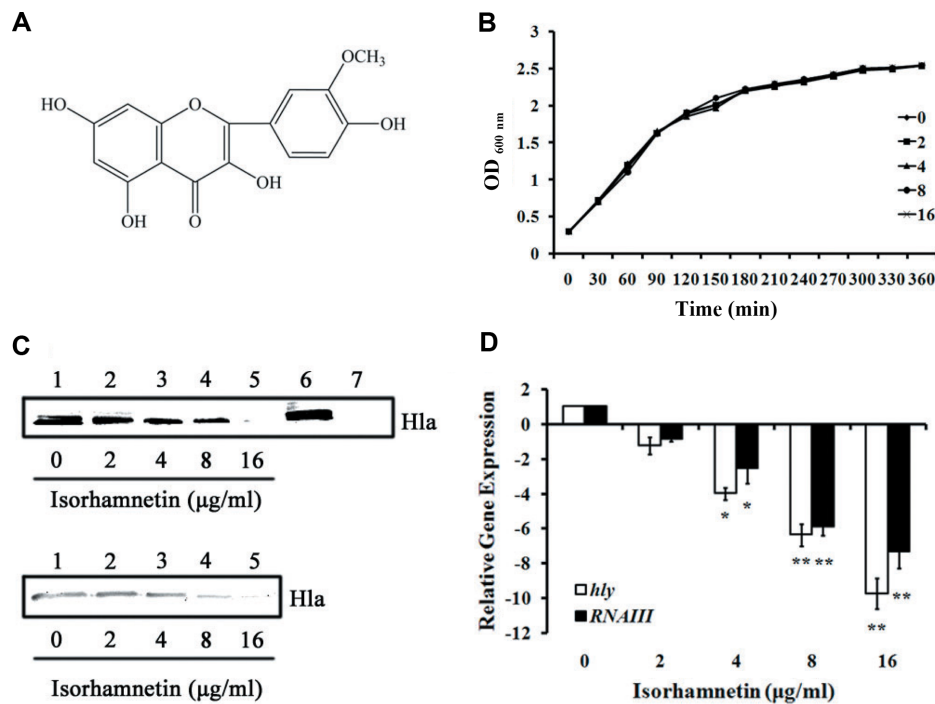 A
OCH₃
HO
O
OH
OH
OH
O
B
3
2.5
2
1.5
1
0.5
0
OD 600 nm
0
2
4
8
16
0 30 60 90 120 150 180 210 240 270 300 330 360
Time (min)
C
1 2 3 4 5 6 7
Hla
0 2 4 8 16
Isorhamnetin (μg/ml)
1 2 3 4 5
Hla
0 2 4 8 16
Isorhamnetin (μg/ml)
D
2
0
-2
-4
-6
-8
-10
-12
Relative Gene Expression
* *
** **
** **
hly
RNAIII
0 2 4 8 16
Isorhamnetin (μg/ml)